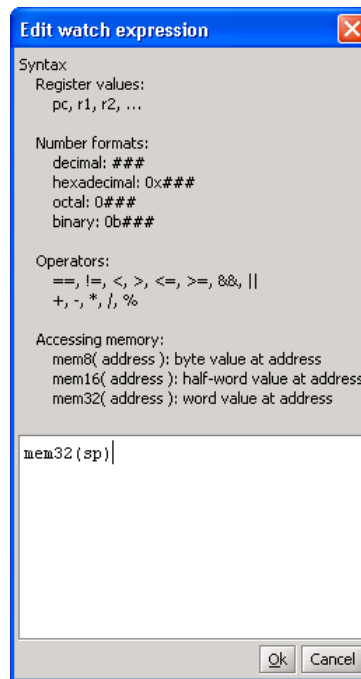 Edit watch expression
Syntax
Register values:
pc, r1, r2, ...
Number formats:
decimal: ###
hexadecimal: 0x###
octal: 0###
binary: 0b###
Operators:
==, !=, <, >, <=, >=, &&, ||
+, -, *, /, %
Accessing memory:
mem8( address ): byte value at address
mem16( address ): half-word value at address
mem32( address ): word value at address
mem32(sp)
Ok Cancel